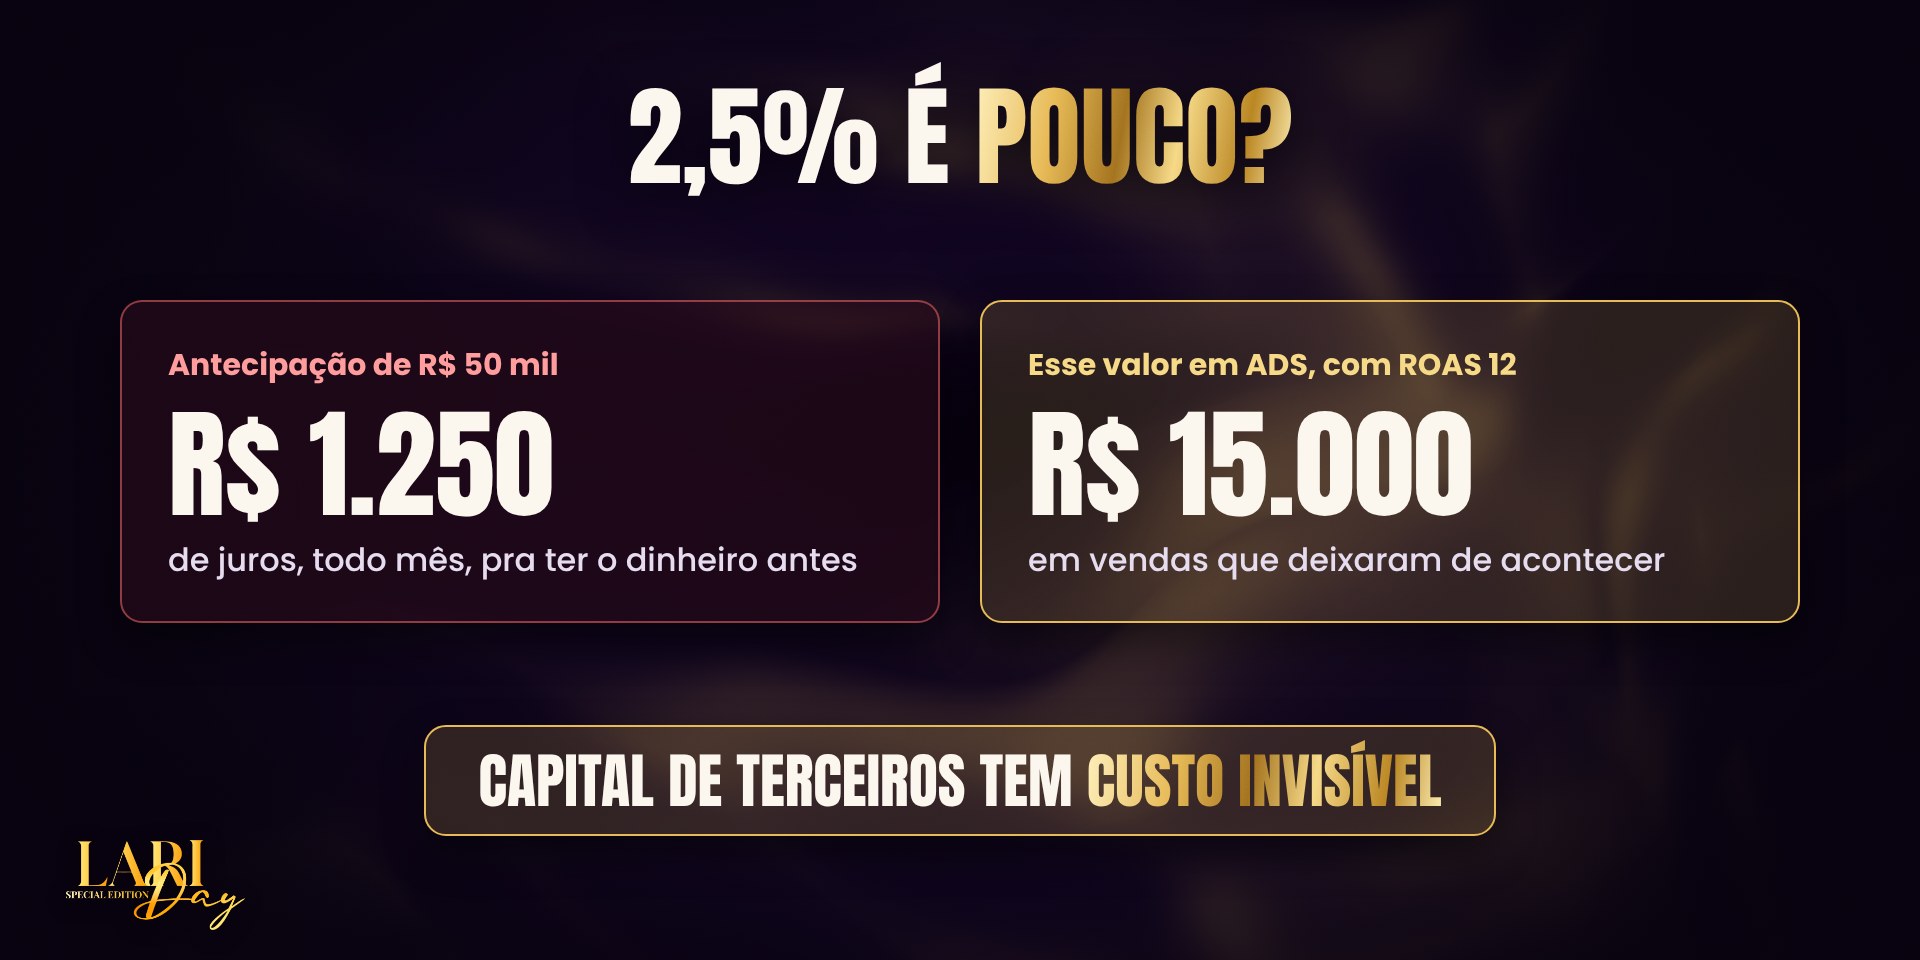 2,5% É POUCO?
Antecipação de R$ 50 mil
R$ 1.250
de juros, todo mês, pra ter o dinheiro antes
Esse valor em ADS, com ROAS 12
R$ 15.000
em vendas que deixaram de acontecer
CAPITAL DE TERCEIROS TEM CUSTO INVISÍVEL
LABI
SPECIAL EDITION Day